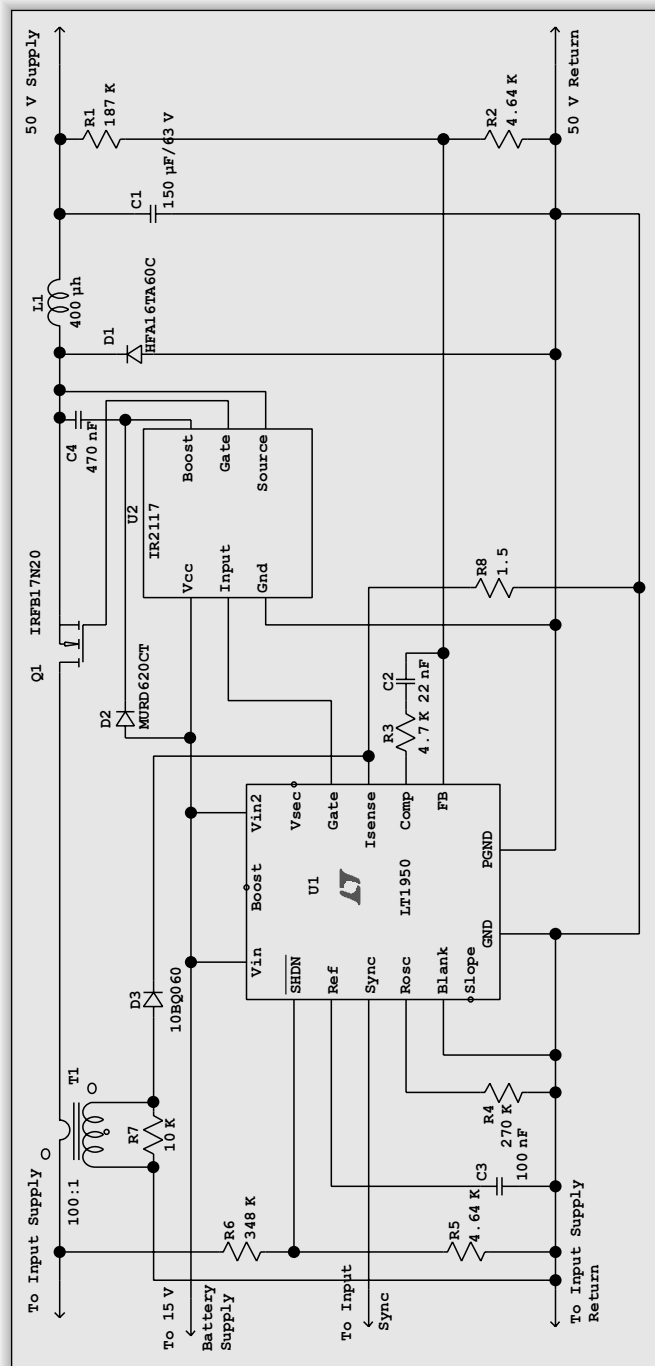 To Input Supply
100:1
T1
R7
10 K
D3
10BQ060
Q1
IRFB17N20
D2
MURD620CT
C4
470 nF
L1
400 µh
D1
HFA16TA60C
C1
150 µF/63 V
R1
187 K
50 V Supply
R6
348 K
To 15 V
Battery
Supply
U2
IR2117
Vcc
Input
Gnd
Boost
Gate
Source
Vin
Boost
Vin2
U1
LT1950
SHDN
Ref
Sync
Rosc
Blank
Slope
Vsec
Gate
Isense
Comp
FB
GND
PGND
R3
4.7 K
C2
22 nF
R8
1.5
R2
4.64 K
To Input
Sync
R5
4.64 K
C3
100 nF
R4
270 K
To Input Supply
Return
50 V Return